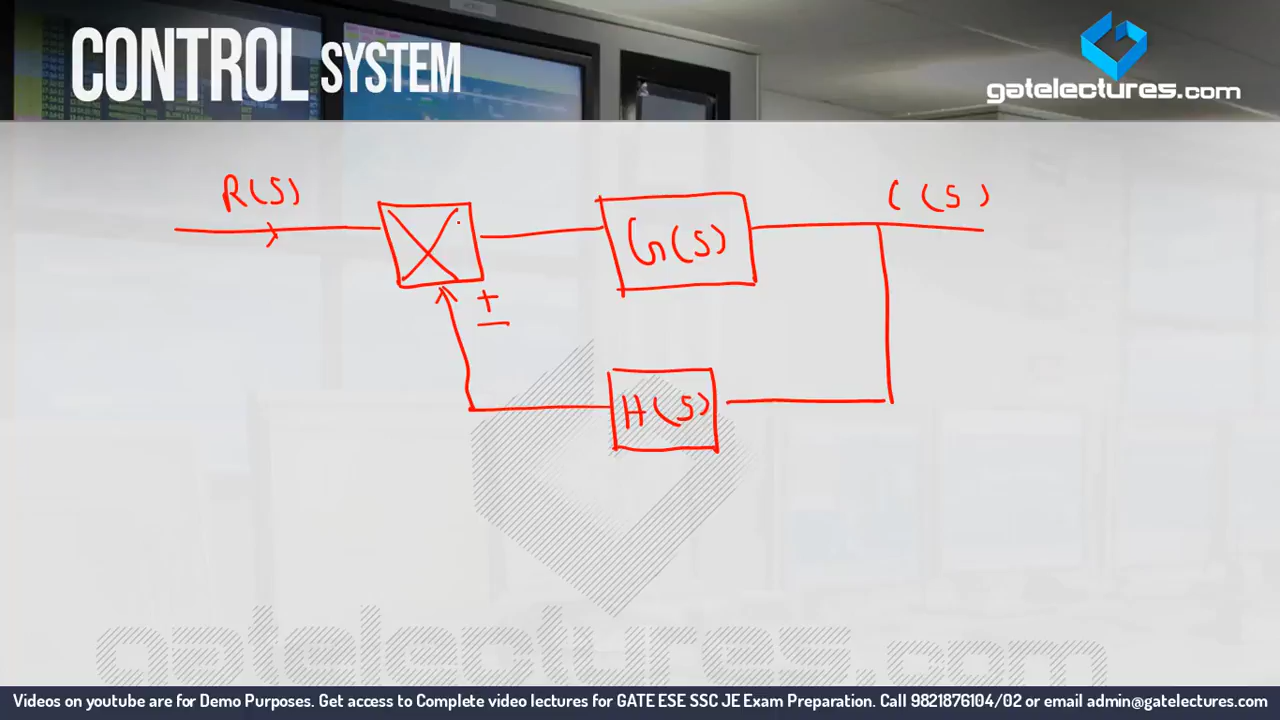 CONTROL SYSTEM
gatelectures.com
R(S)
C(S)
G(S)
±
H(S)
gatelectures.com
Videos on youtube are for Demo Purposes. Get access to Complete video lectures for GATE ESE SSC JE Exam Preparation. Call 9821876104/02 or email admin@gatelectures.com